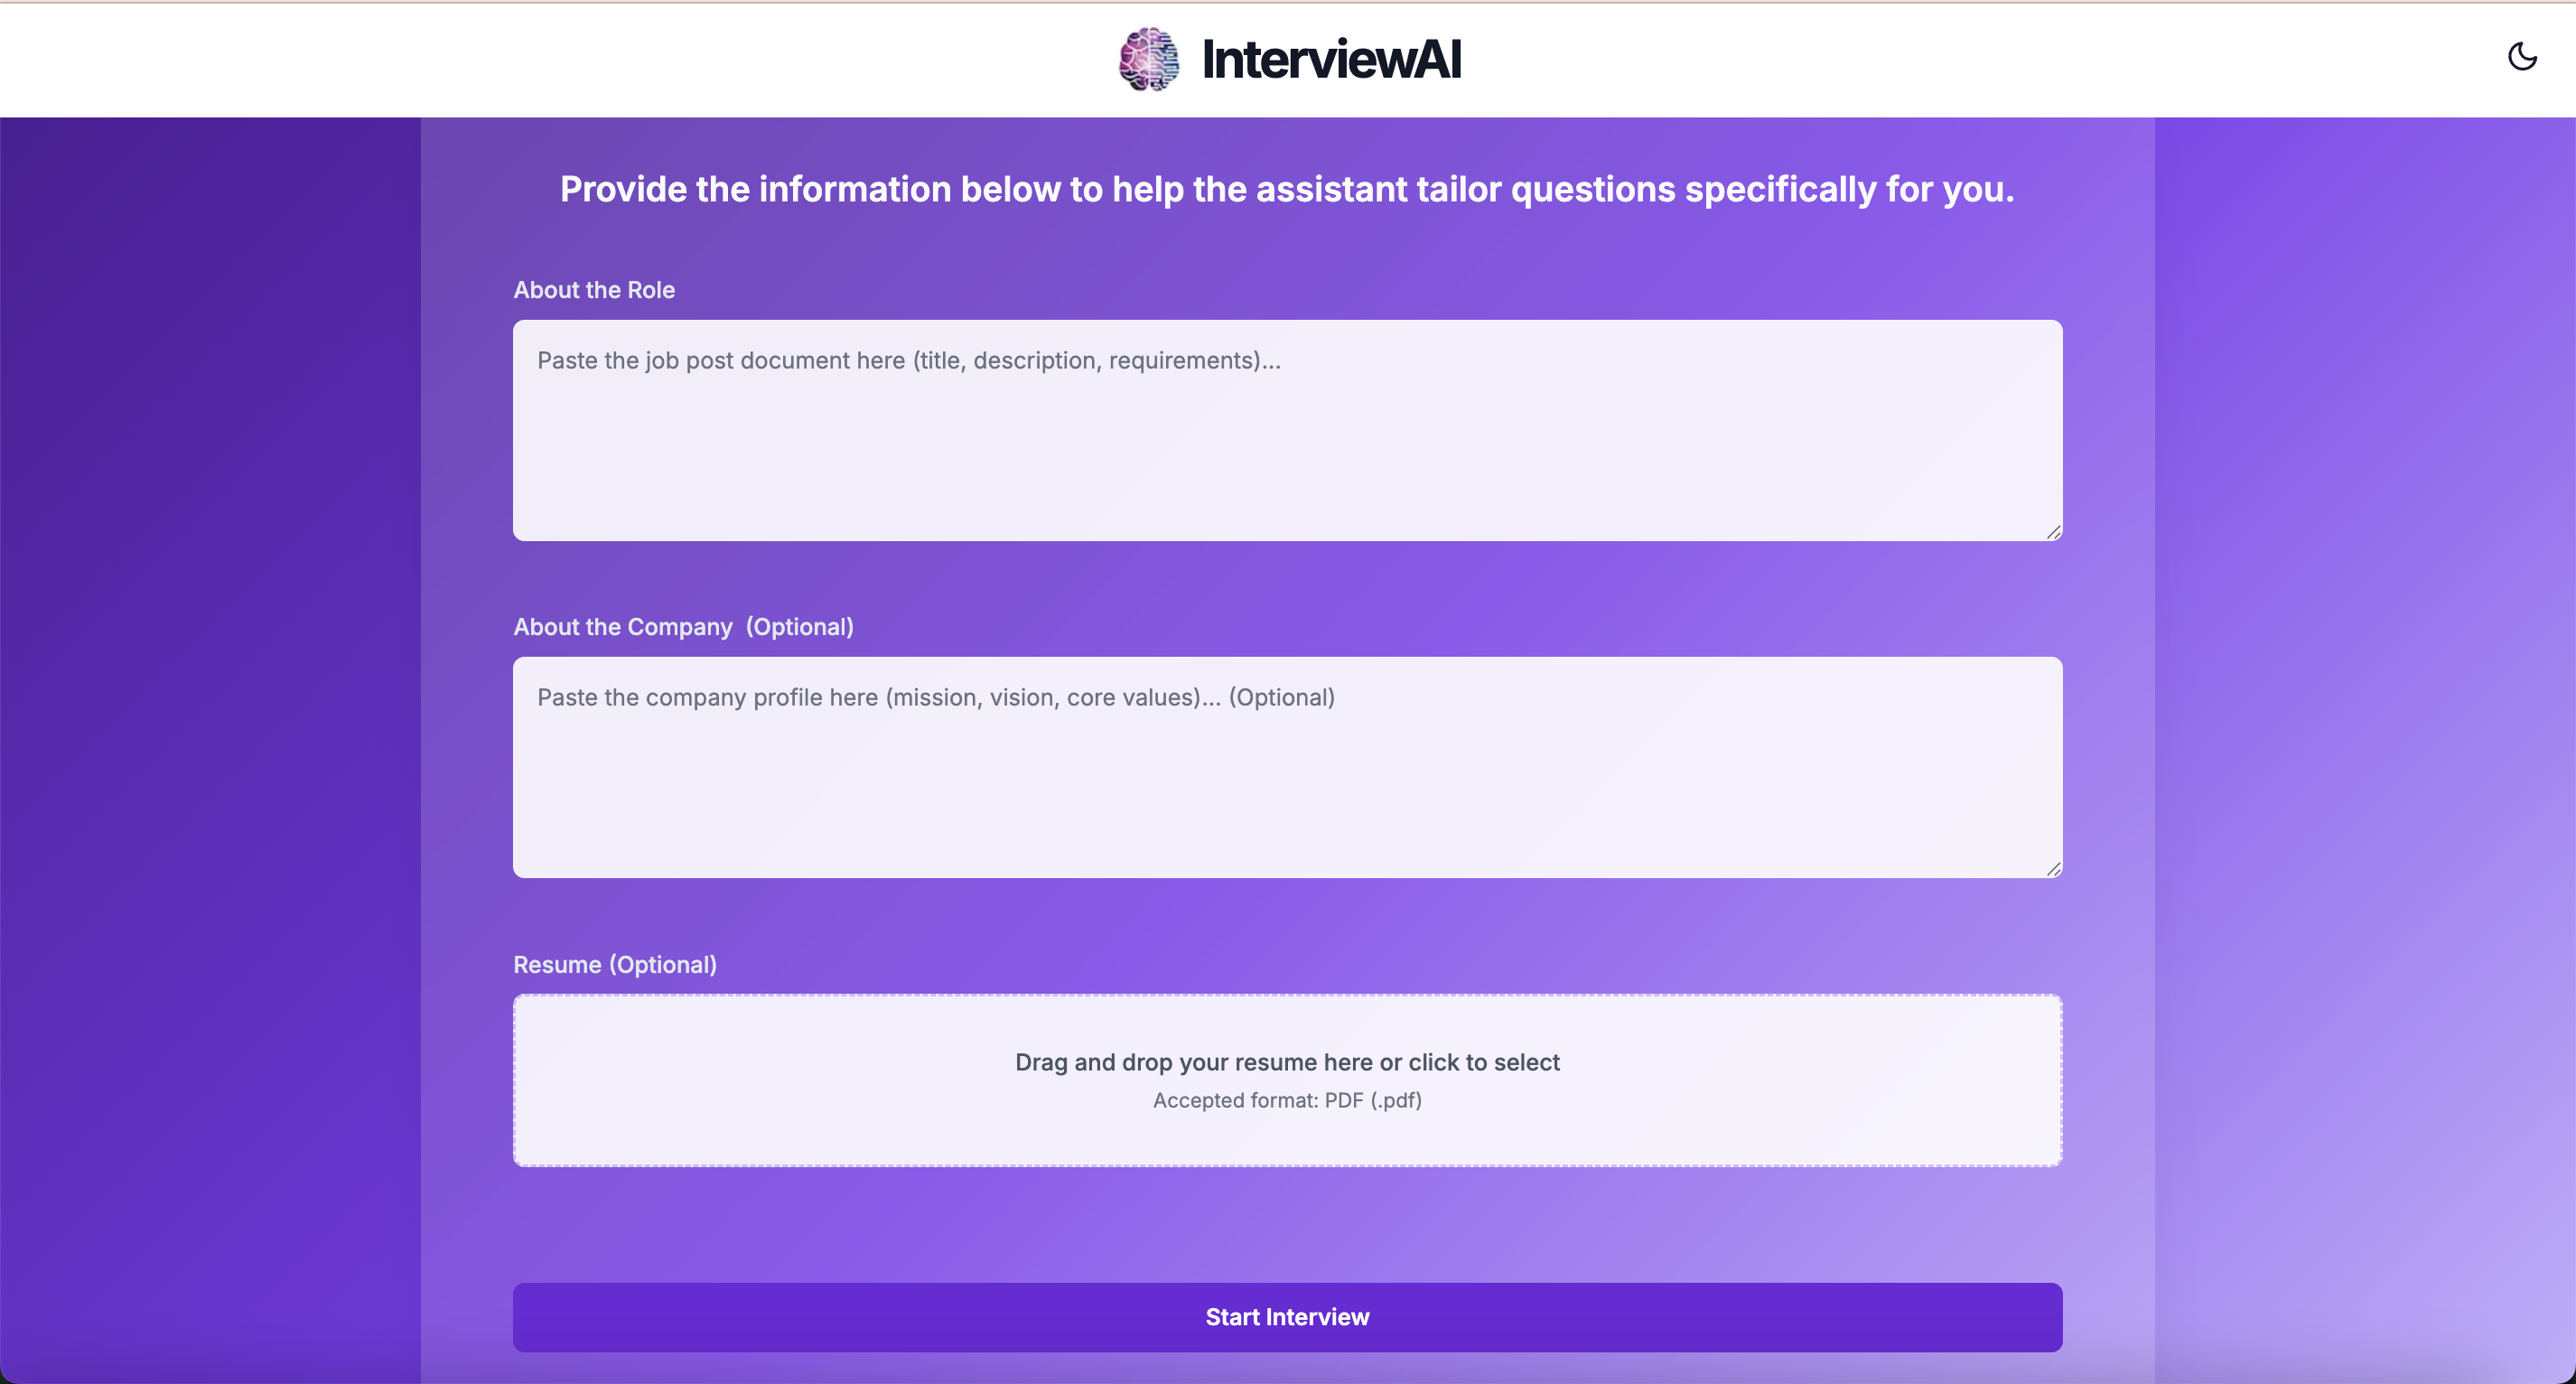 InterviewAI
Provide the information below to help the assistant tailor questions specifically for you.
About the Role
Paste the job post document here (title, description, requirements)...
About the Company  (Optional)
Paste the company profile here (mission, vision, core values)... (Optional)
Resume (Optional)
Drag and drop your resume here or click to select
Accepted format: PDF (.pdf)
Start Interview